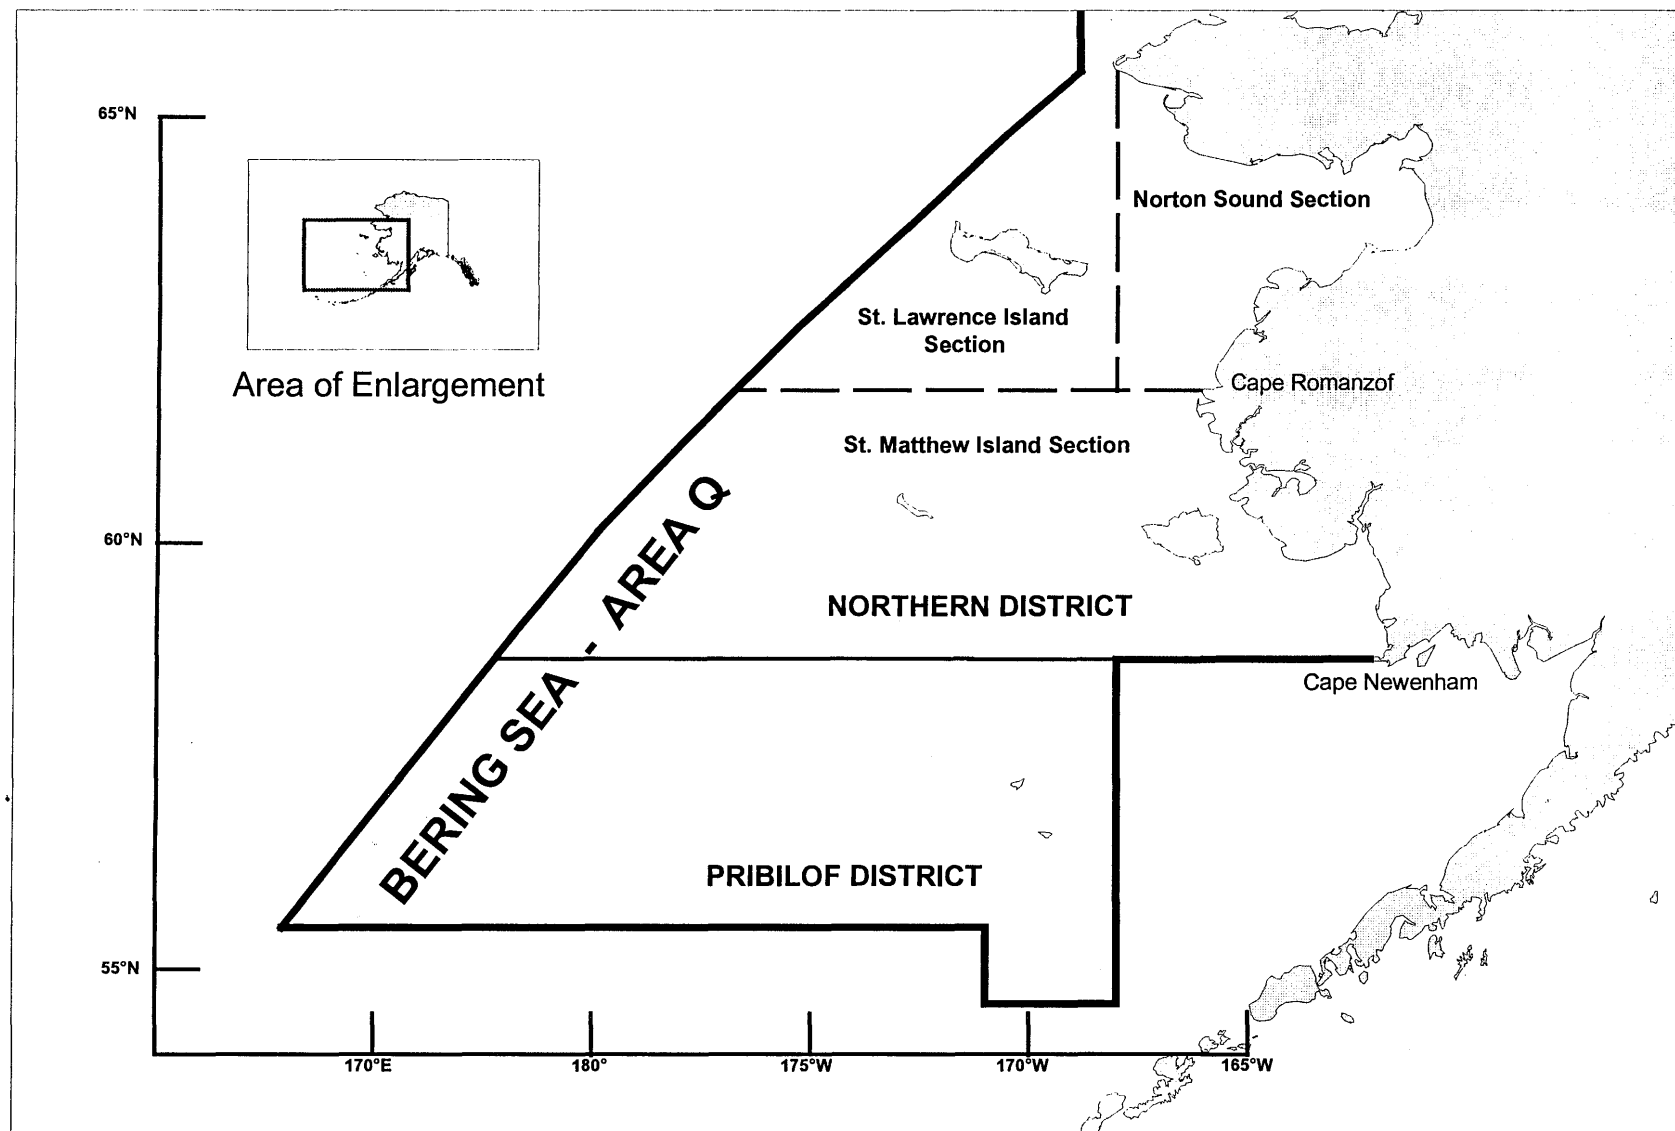 65°N
Norton Sound Section
St. Lawrence Island
Section
Area of Enlargement
Cape Romanzof
St. Matthew Island Section
60°N
BERING SEA - AREA Q
NORTHERN DISTRICT
Cape Newenham
PRIBILOF DISTRICT
55°N
170°E
180°
175°W
170°W
165°W